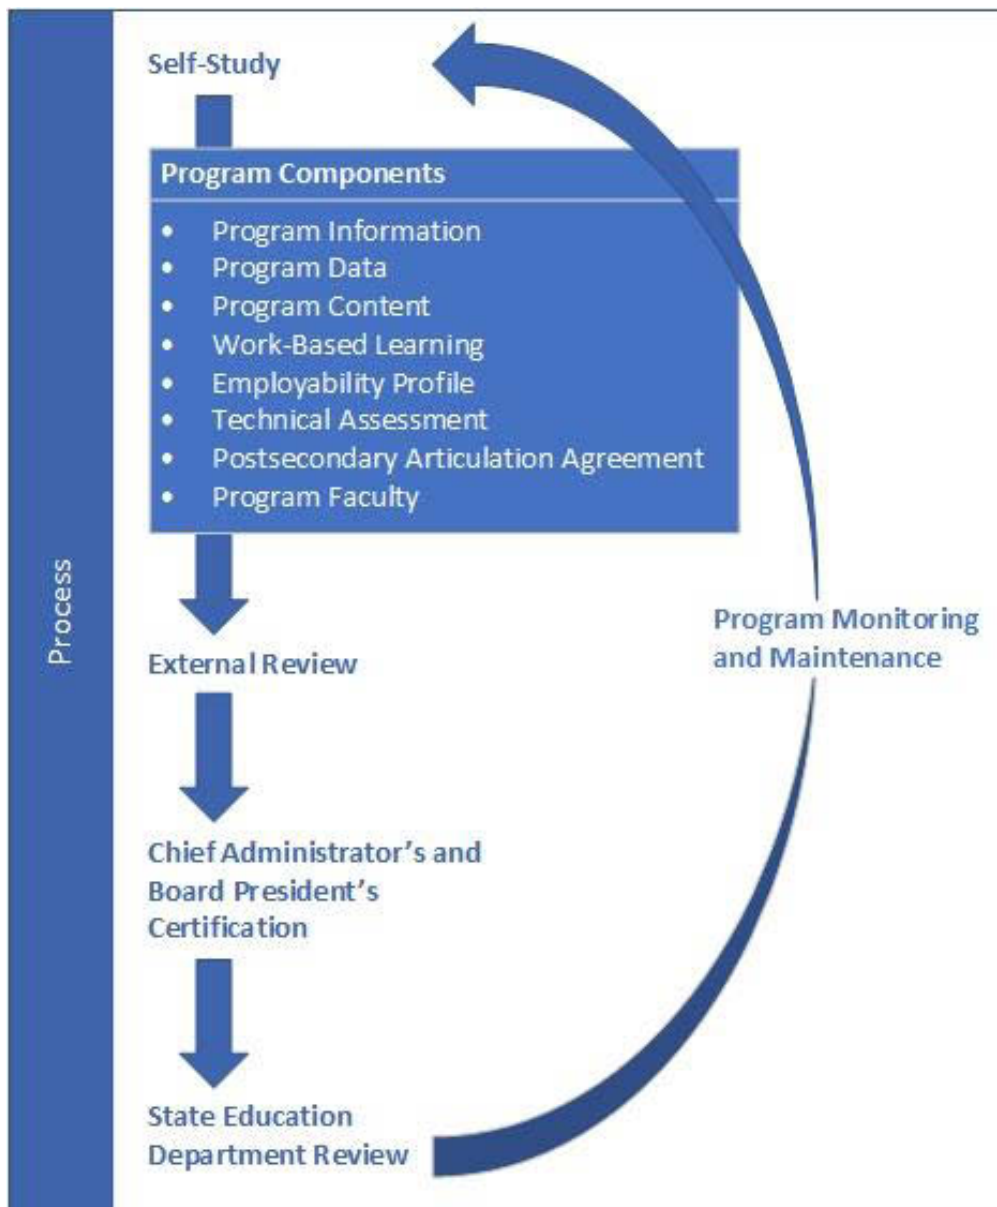 Process
Self-Study
Program Components
• Program Information
• Program Data
• Program Content
• Work-Based Learning
• Employability Profile
• Technical Assessment
• Postsecondary Articulation Agreement
• Program Faculty
External Review
Program Monitoring
and Maintenance
Chief Administrator’s and
Board President’s
Certification
State Education
Department Review